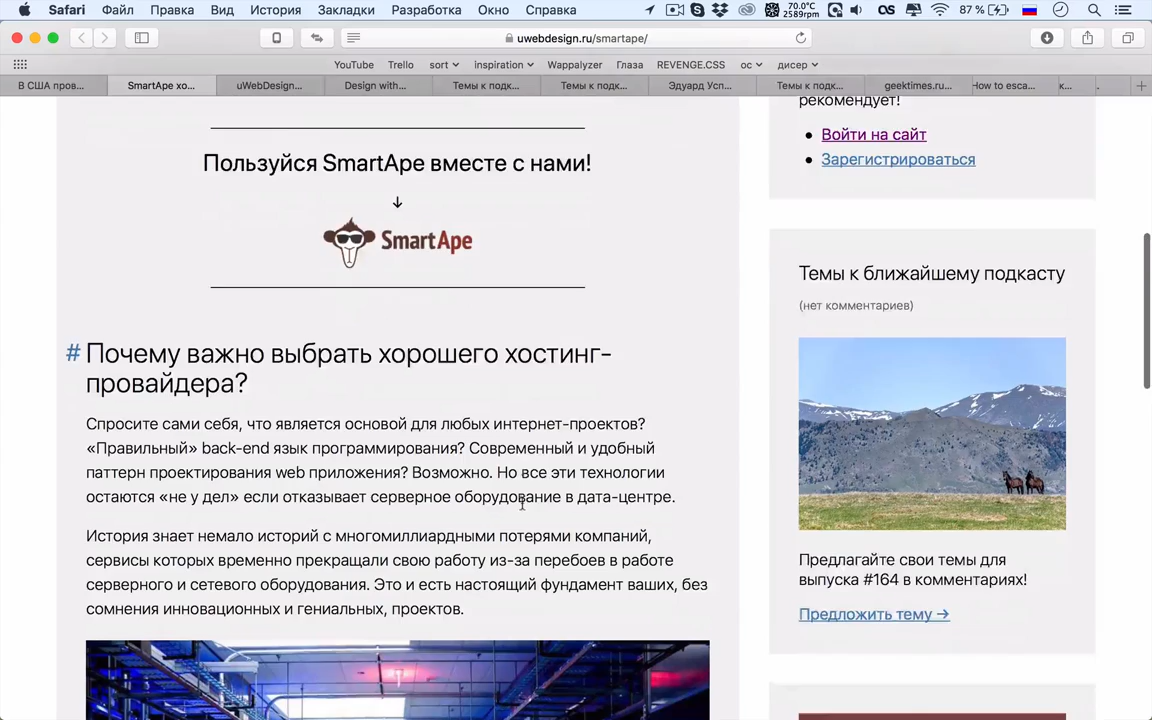 Safari Файл Правка Вид История Закладки Разработка Окно Справка 70.0°C 2589rpm 87 %
uwebdesign.ru/smartape/
YouTube Trello sort inspiration Wappalyzer Глаза REVENGE.CSS ос дисер
В США пров... SmartApe хо... uWebDesign... Design with... Темы к подк... Темы к подк... Эдуард Усп... Темы к подк... geektimes.ru... How to esca... к...
рекомендует!
Войти на сайт
Зарегистрироваться
Пользуйся SmartApe вместе с нами!
↓
SmartApe
# Почему важно выбрать хорошего хостинг-
провайдера?
Спросите сами себя, что является основой для любых интернет-проектов?
«Правильный» back-end язык программирования? Современный и удобный
паттерн проектирования web приложения? Возможно. Но все эти технологии
остаются «не у дел» если отказывает серверное оборудование в дата-центре.
История знает немало историй с многомиллиардными потерями компаний,
сервисы которых временно прекращали свою работу из-за перебоев в работе
серверного и сетевого оборудования. Это и есть настоящий фундамент ваших, без
сомнения инновационных и гениальных, проектов.
Темы к ближайшему подкасту
(нет комментариев)
Предлагайте свои темы для
выпуска #164 в комментариях!
Предложить тему →